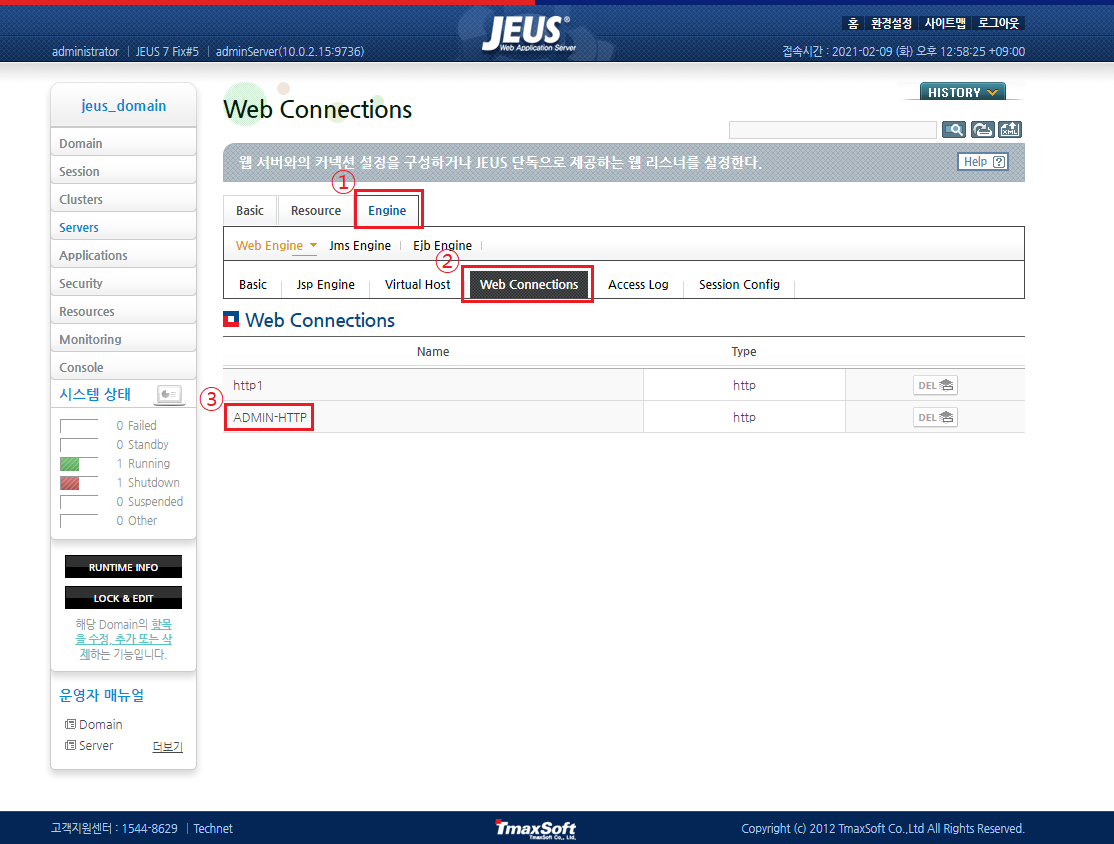 홈 환경설정 사이트맵 로그아웃
JEUS®
Web Application Server
administrator | JEUS 7 Fix#5 | adminServer(10.0.2.15:9736)
접속시간 : 2021-02-09 (화) 오후 12:58:25 +09:00
jeus_domain
Domain
Session
Clusters
Servers
Applications
Security
Resources
Monitoring
Console
시스템 상태
0 Failed
0 Standby
1 Running
1 Shutdown
0 Suspended
0 Other
RUNTIME INFO
LOCK & EDIT
해당 Domain의 항목
을 수정, 추가 또는 삭
제하는 기능입니다.
운영자 매뉴얼
Domain
Server 더보기
HISTORY
Web Connections
XML
웹 서버와의 커넥션 설정을 구성하거나 JEUS 단독으로 제공하는 웹 리스너를 설정한다.
Help ?
①
Basic Resource Engine
Web Engine Jms Engine Ejb Engine
②
Basic Jsp Engine Virtual Host Web Connections Access Log Session Config
Web Connections
Name Type
http1 http DEL
③
ADMIN-HTTP http DEL
고객지원센터 : 1544-8629 | Technet
TmaxSoft
TmaxSoft Co., Ltd.
Copyright (c) 2012 TmaxSoft Co.,Ltd All Rights Reserved.